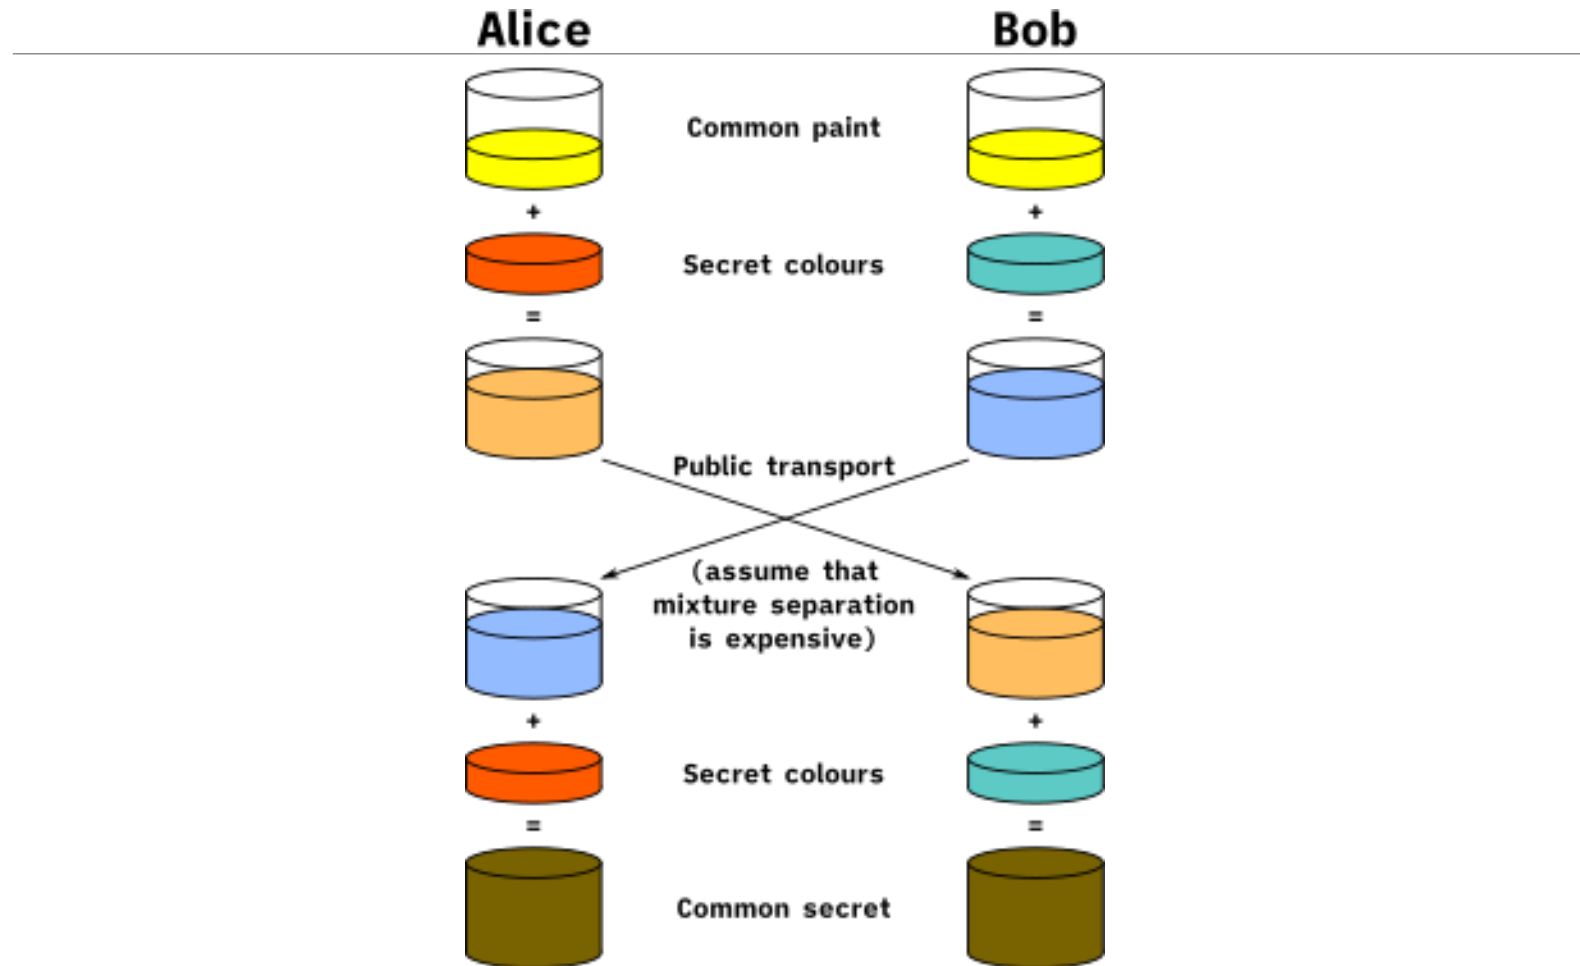 Alice Bob
Common paint
+ +
Secret colours
= =
Public transport
(assume that
mixture separation
is expensive)
+ +
Secret colours
= =
Common secret